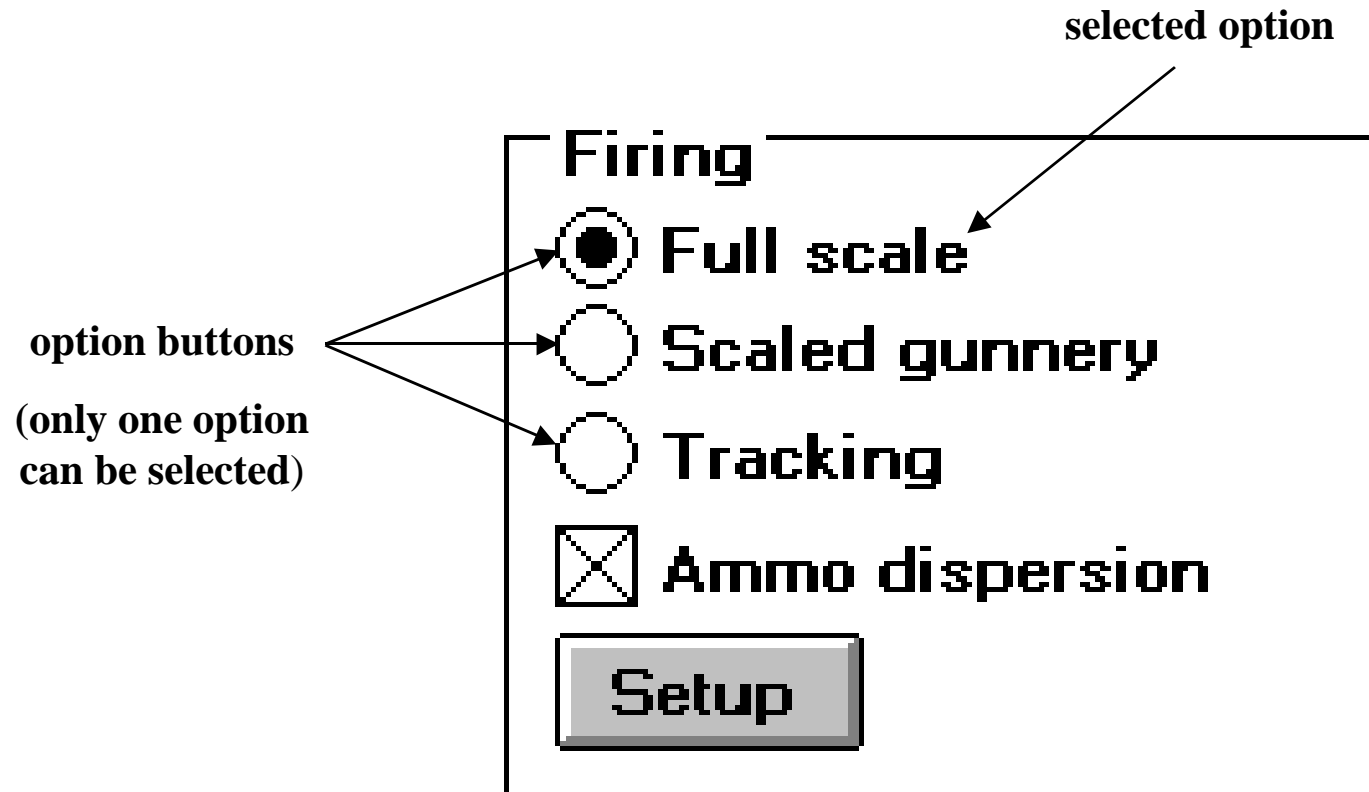 selected option
Firing
Full scale
option buttons
Scaled gunnery
(only one option
can be selected)
Tracking
Ammo dispersion
Setup